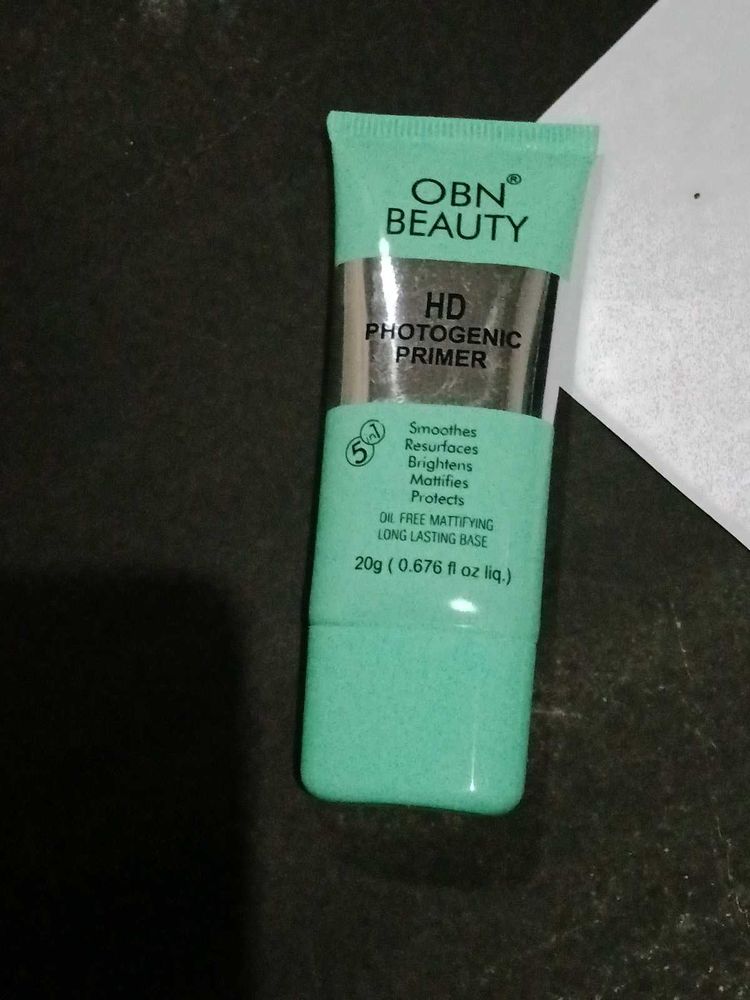 OBN®
BEAUTY
HD
PHOTOGENIC
PRIMER
5 in 1
Smoothes
Resurfaces
Brightens
Mattifies
Protects
OIL FREE MATTIFYING
LONG LASTING BASE
20g ( 0.676 fl oz liq.)